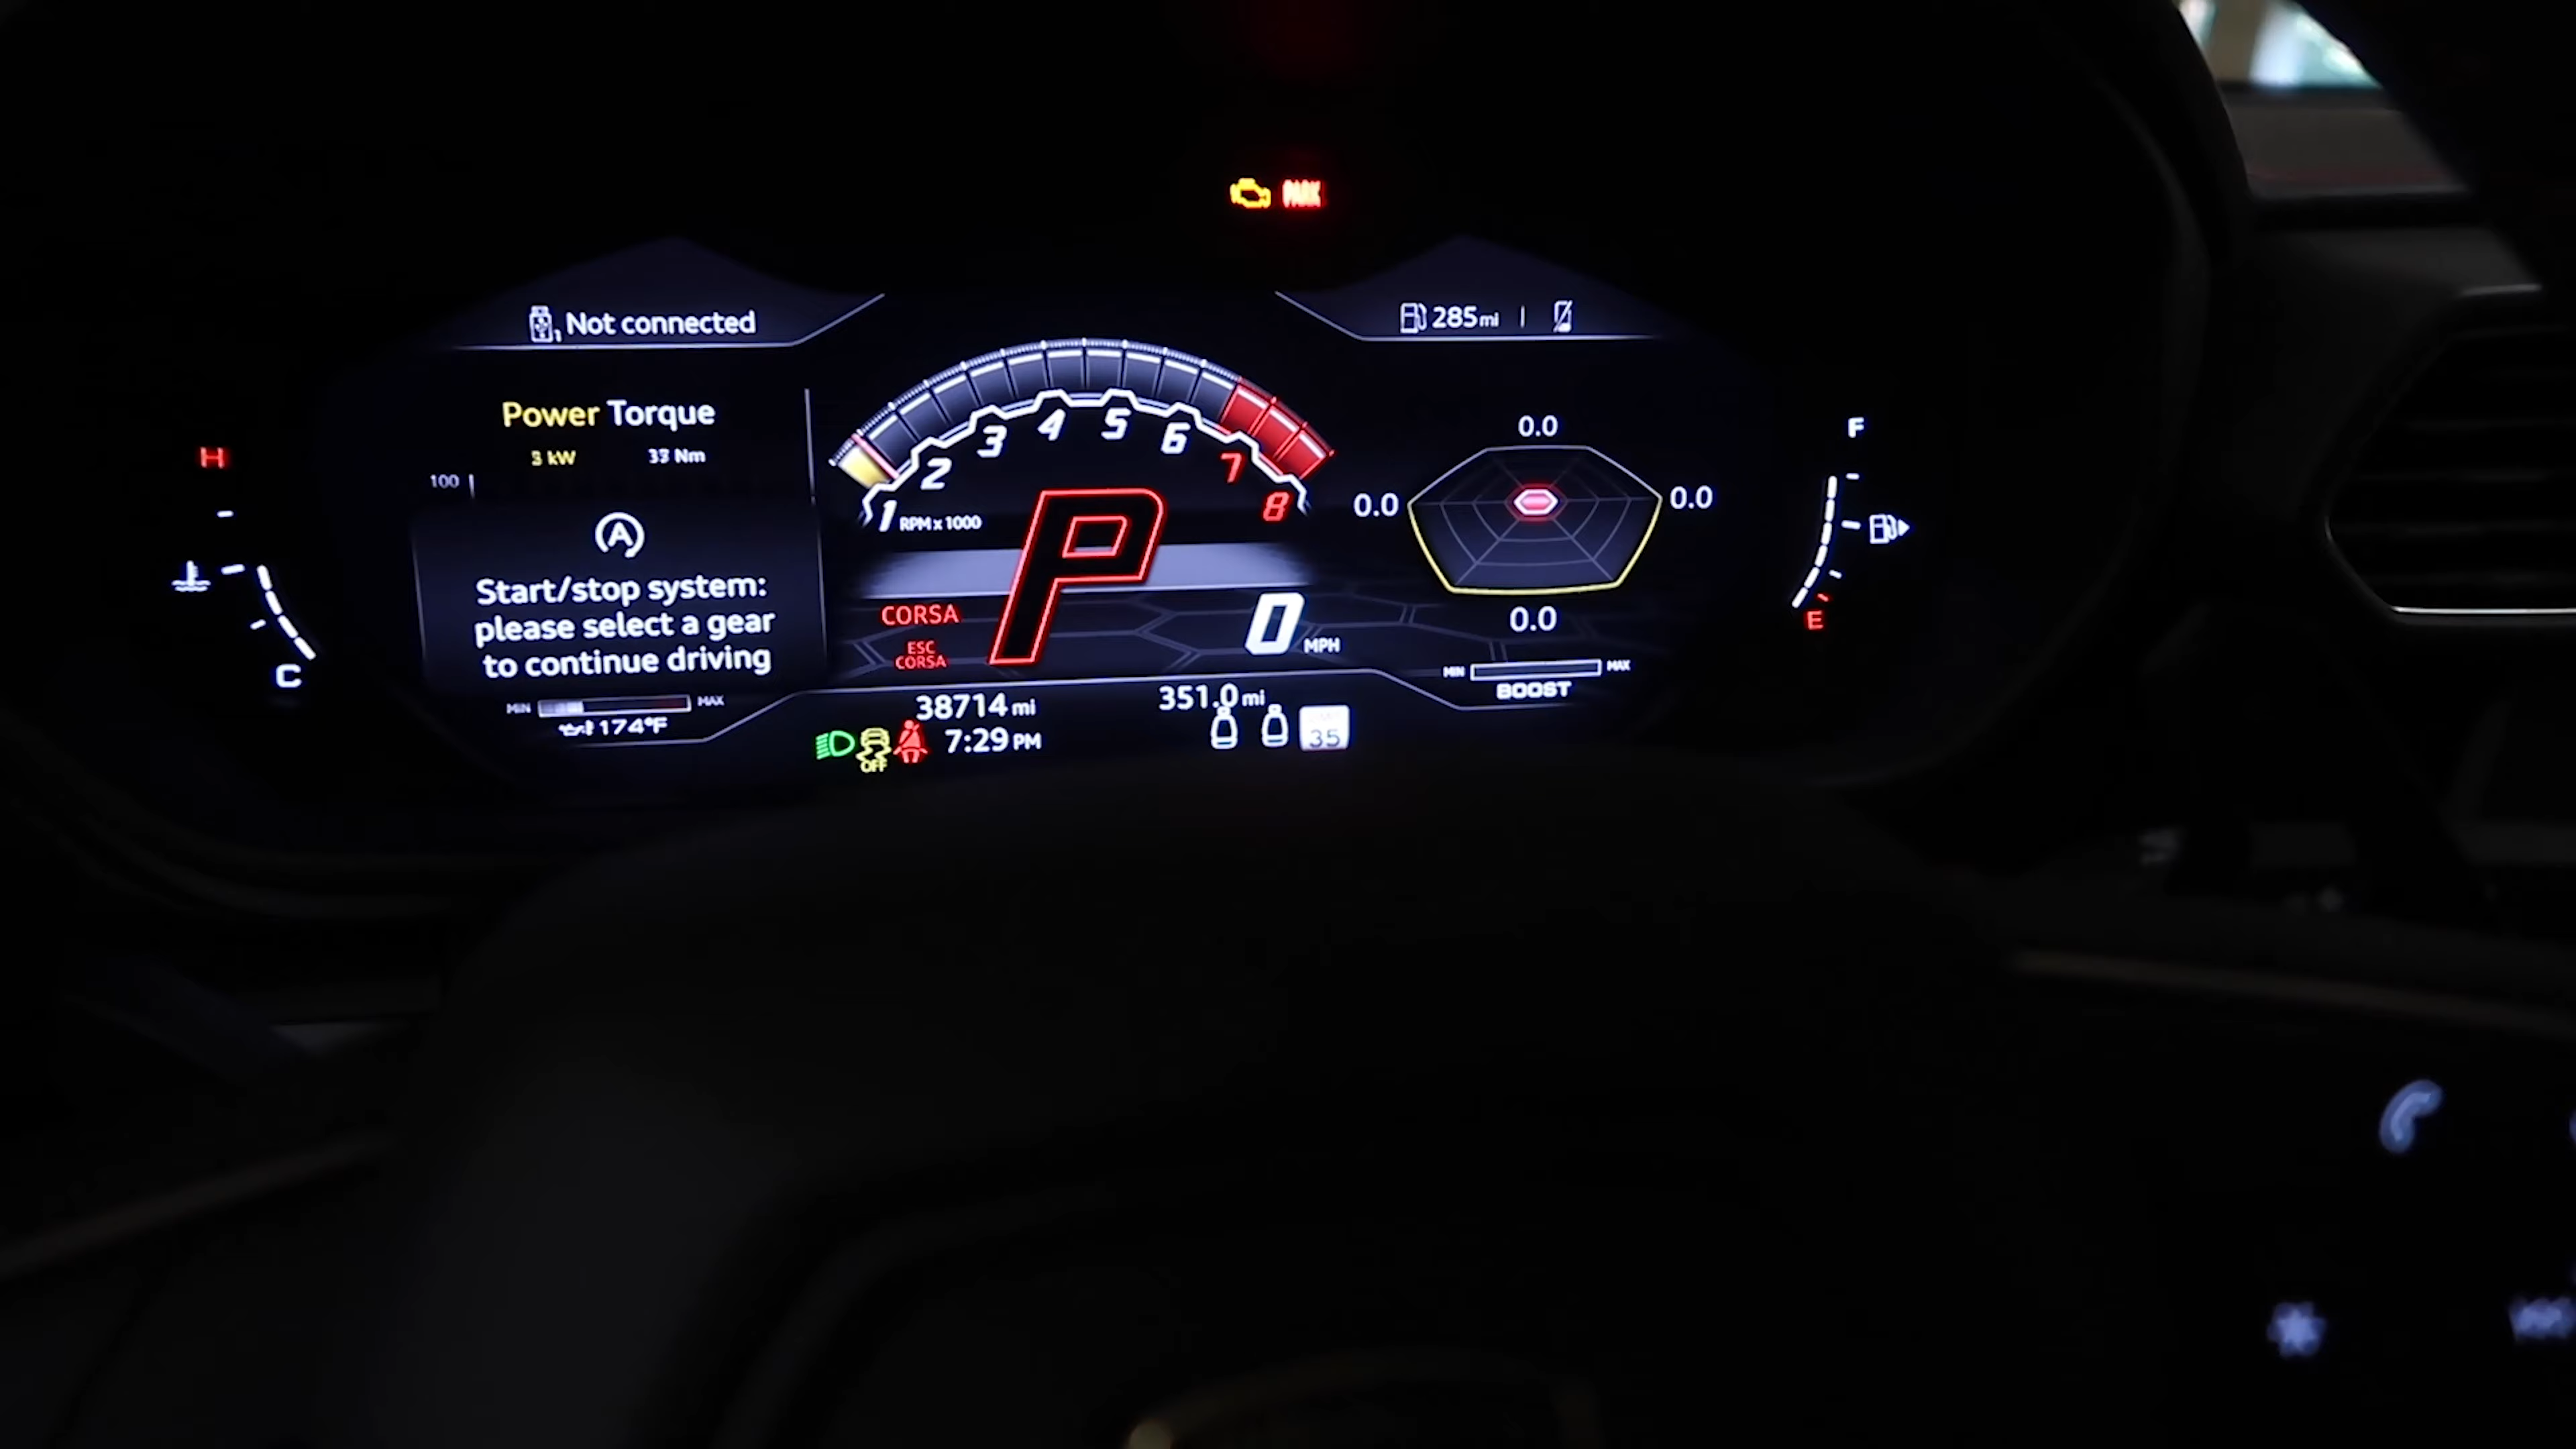 PARK
Not connected
285 mi
Power Torque
kW
Nm
100
H
C
Start/stop system:
please select a gear
to continue driving
MIN MAX
174°F
1 2 3 4 5 6 7 8
RPM x 1000
P
CORSA
ESC
CORSA
0 MPH
38714 mi
351.0 mi
OFF
7:29 PM
35
0.0
0.0 0.0
0.0
MIN MAX
BOOST
F
E